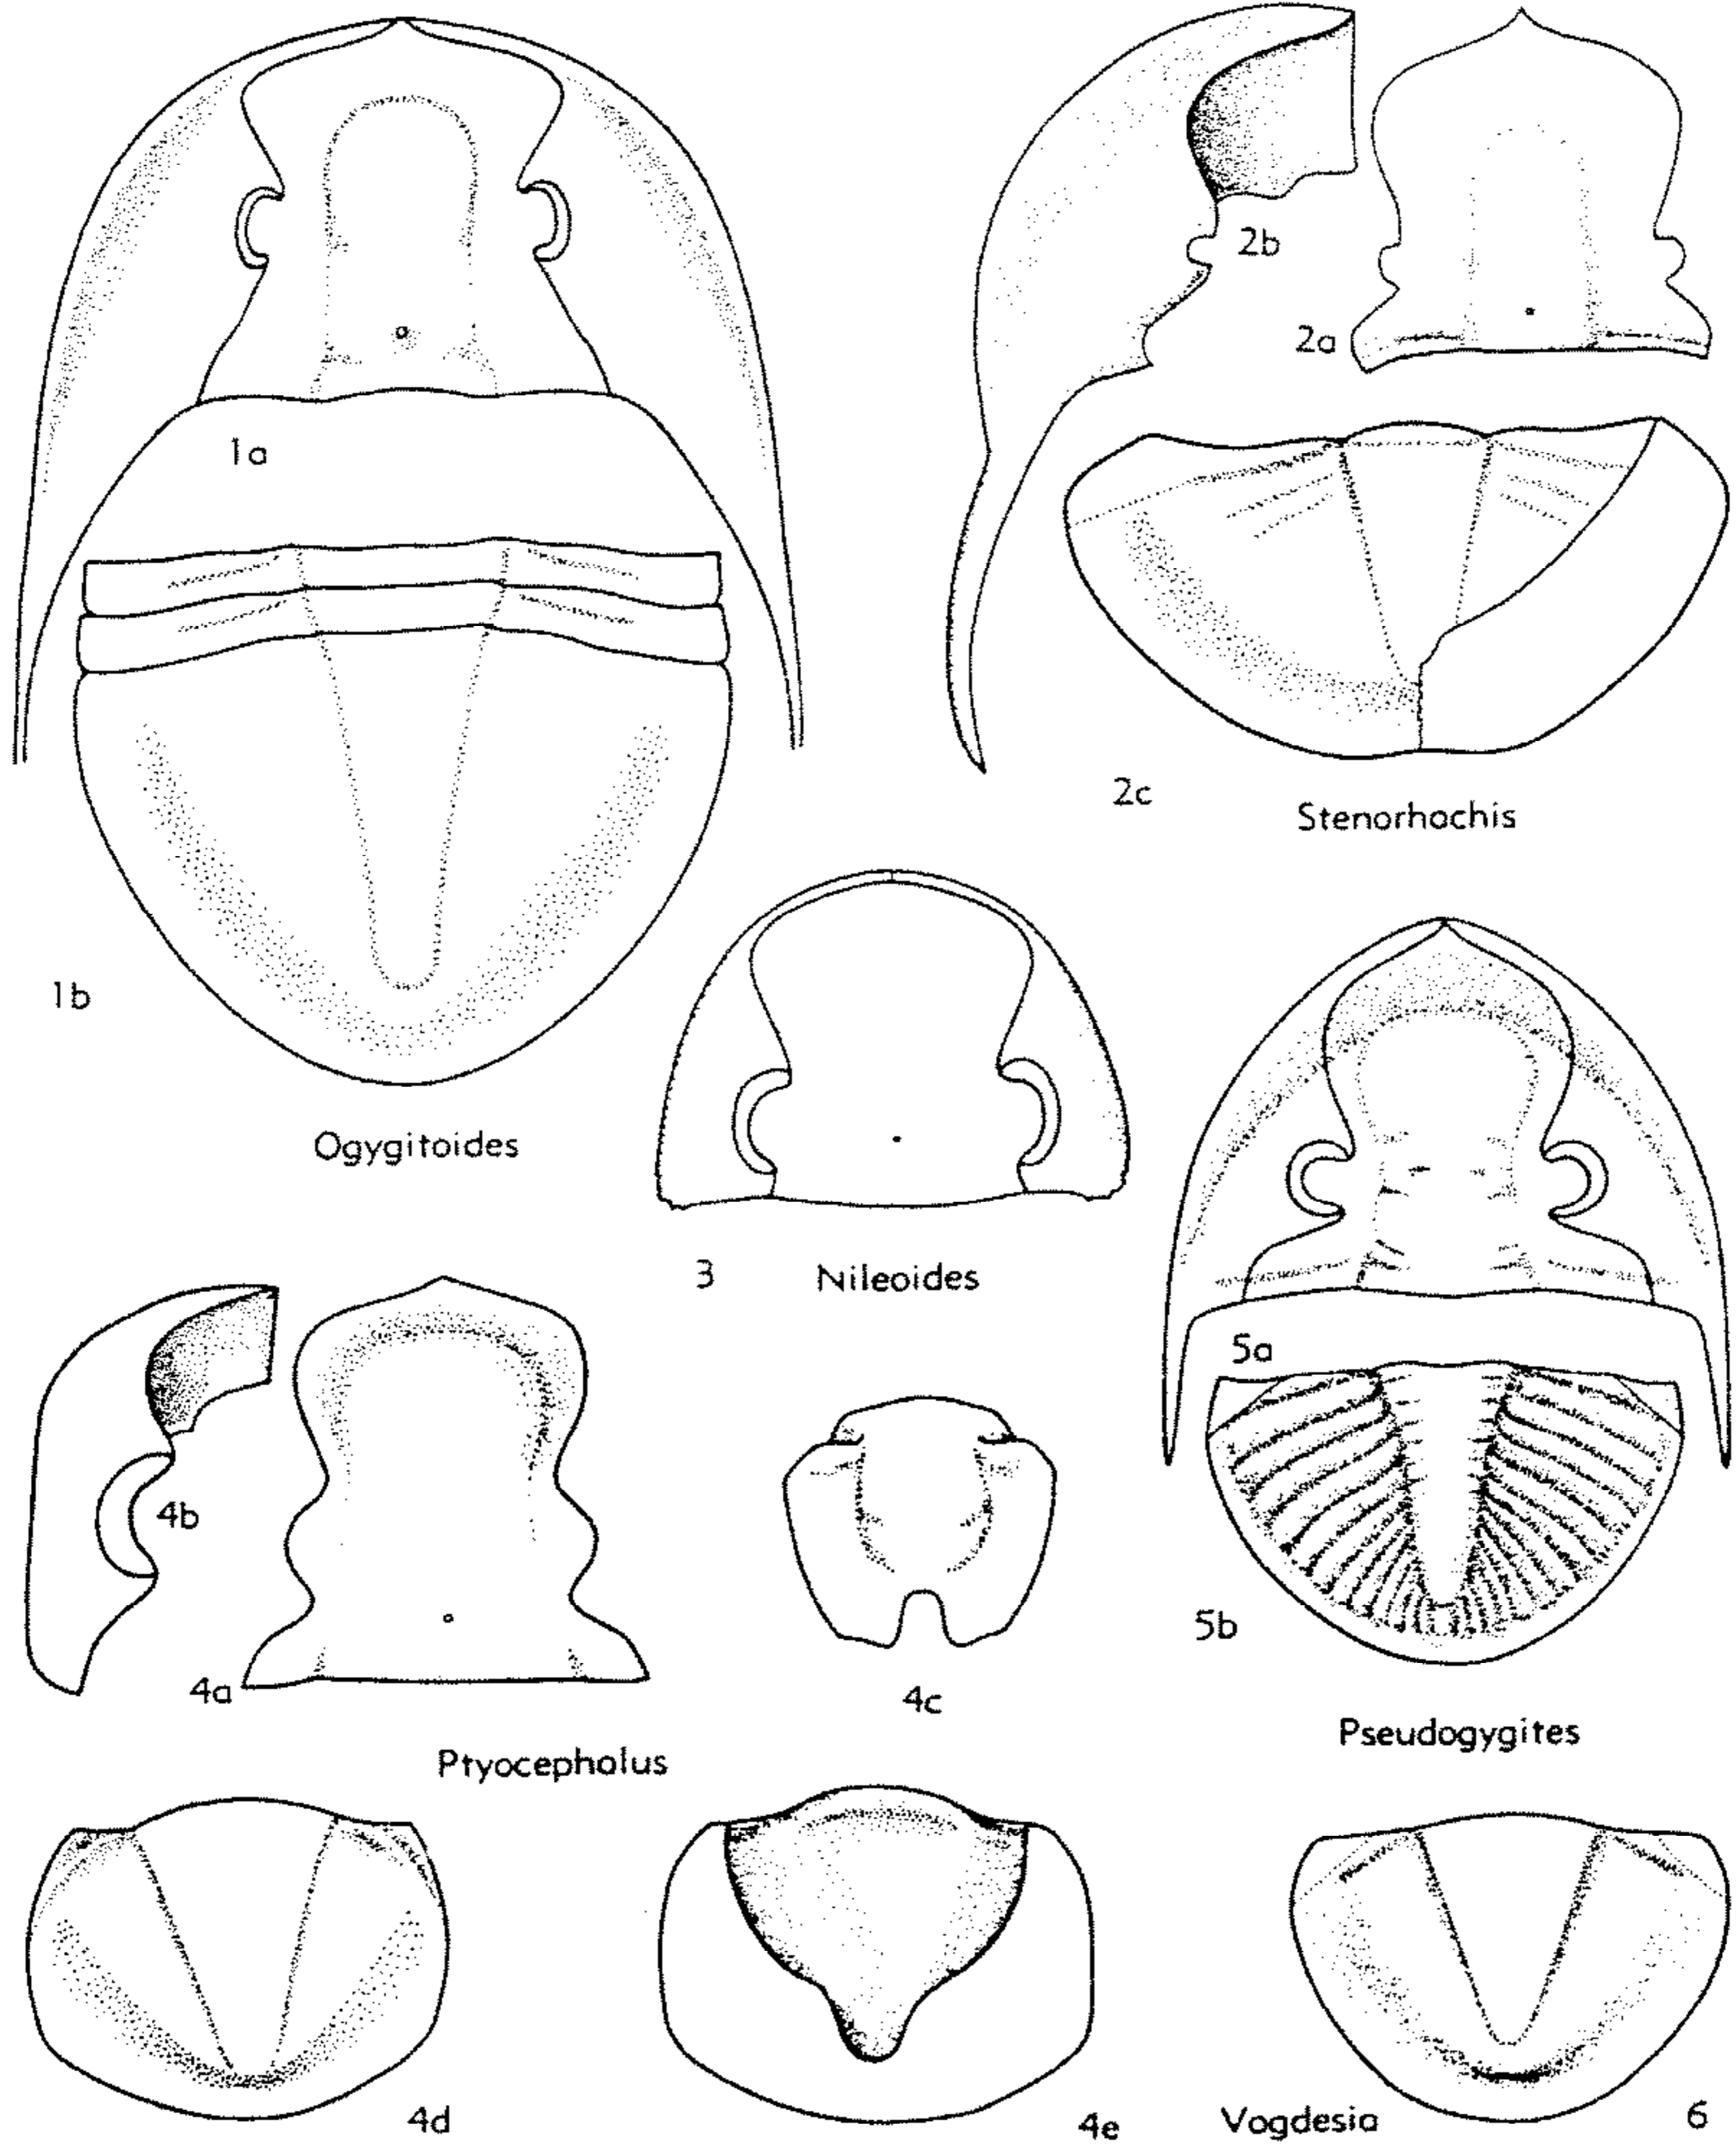 1a
2b
2a
2c
Stenorhachis
1b
Ogygitoides
3
Nileoides
5a
4b
4a
4c
5b
Ptyocephalus
Pseudogygites
4d
4e
Vogdesia
6